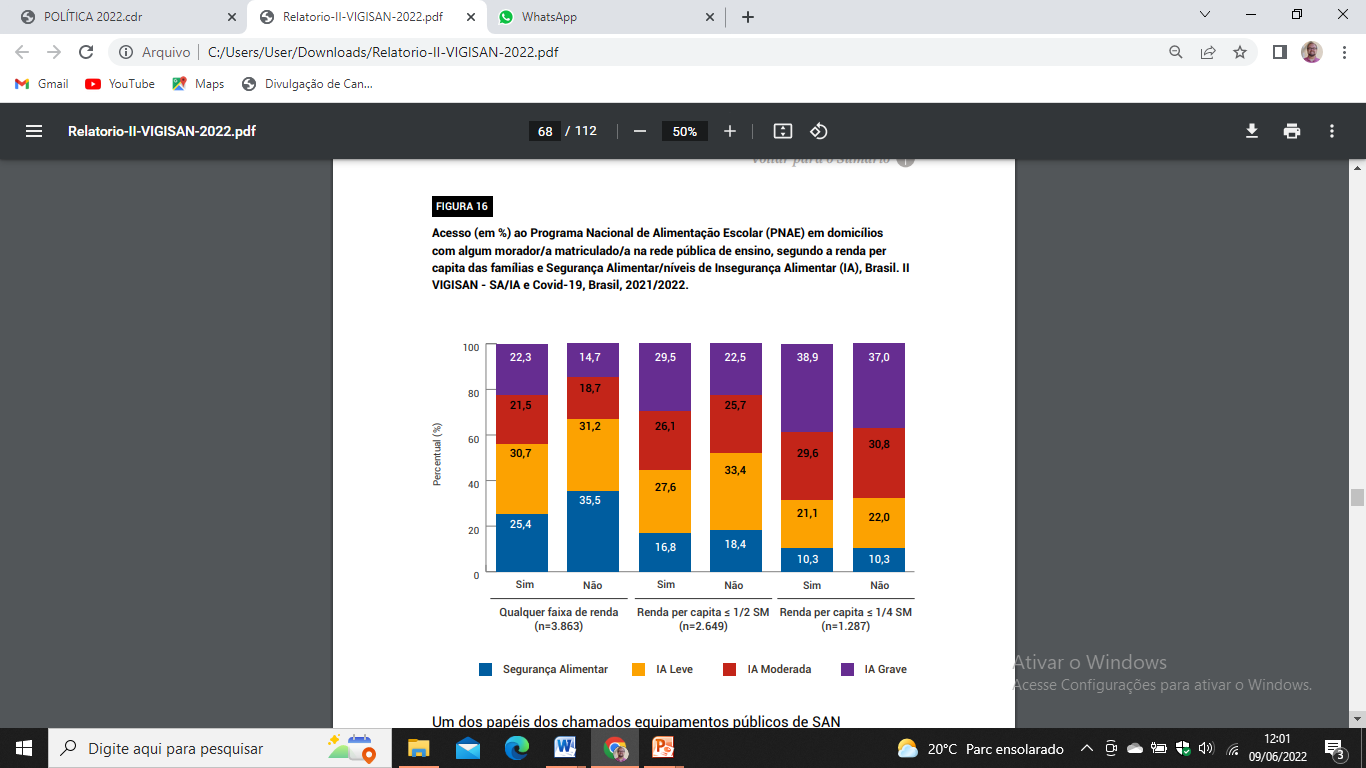 POLÍTICA 2022.cdr
Relatorio-II-VIGISAN-2022.pdf
WhatsApp
Arquivo
C:/Users/User/Downloads/Relatorio-II-VIGISAN-2022.pdf
Gmail
YouTube
Maps
Divulgação de Can...
Relatorio-II-VIGISAN-2022.pdf
68 / 112
50%
Voltar para o Sumário
FIGURA 16
Acesso (em %) ao Programa Nacional de Alimentação Escolar (PNAE) em domicílios
com algum morador/a matriculado/a na rede pública de ensino, segundo a renda per
capita das famílias e Segurança Alimentar/níveis de Insegurança Alimentar (IA), Brasil. II
VIGISAN - SA/IA e Covid-19, Brasil, 2021/2022.
Percentual (%)
100
80
60
40
20
0
22,3 14,7 29,5 22,5 38,9 37,0
21,5 18,7 26,1 25,7 29,6 30,8
30,7 31,2 27,6 33,4 21,1 22,0
25,4 35,5 16,8 18,4 10,3 10,3
Sim Não Sim Não Sim Não
Qualquer faixa de renda Renda per capita ≤ 1/2 SM Renda per capita ≤ 1/4 SM
(n=3.863) (n=2.649) (n=1.287)
Segurança Alimentar IA Leve IA Moderada IA Grave
Um dos papéis dos chamados equipamentos públicos de SAN
Ativar o Windows
Acesse Configurações para ativar o Windows.
Digite aqui para pesquisar
20°C Parc ensolarado
12:01
09/06/2022
3